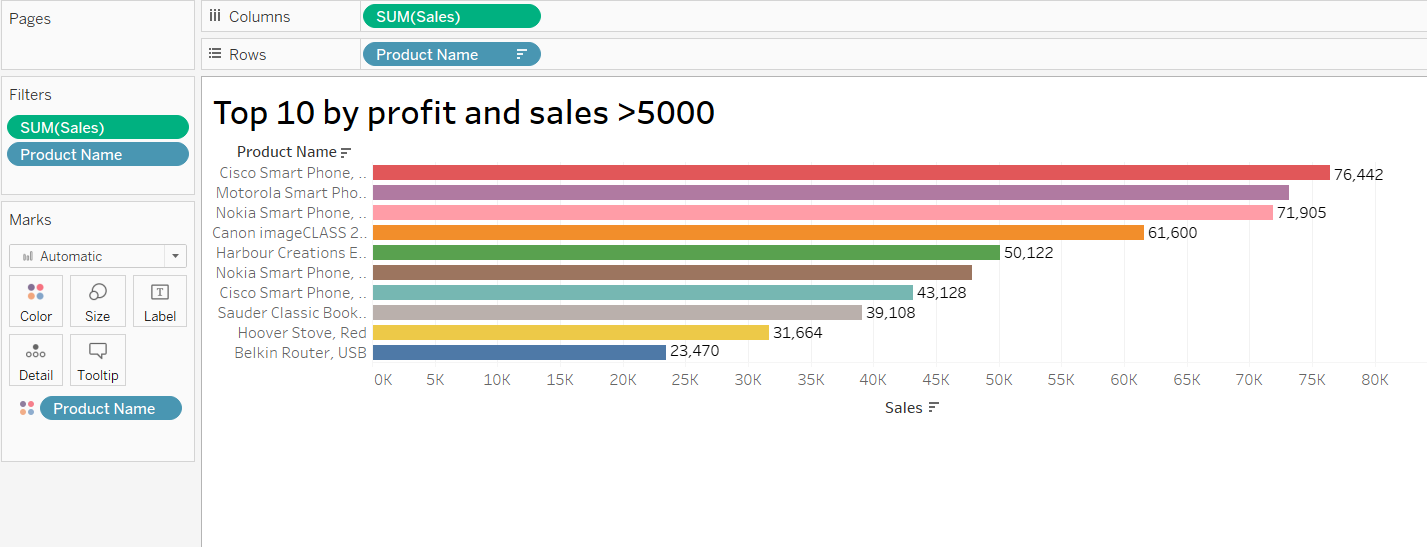 Pages
Columns SUM(Sales)
Rows Product Name
Filters
SUM(Sales)
Product Name
Marks
Automatic
Color Size Label
Detail Tooltip
Product Name
Top 10 by profit and sales >5000
Product Name
Cisco Smart Phone, .. 76,442
Motorola Smart Pho..
Nokia Smart Phone, .. 71,905
Canon imageCLASS 2.. 61,600
Harbour Creations E.. 50,122
Nokia Smart Phone, ..
Cisco Smart Phone, .. 43,128
Sauder Classic Book.. 39,108
Hoover Stove, Red 31,664
Belkin Router, USB 23,470
0K 5K 10K 15K 20K 25K 30K 35K 40K 45K 50K 55K 60K 65K 70K 75K 80K
Sales